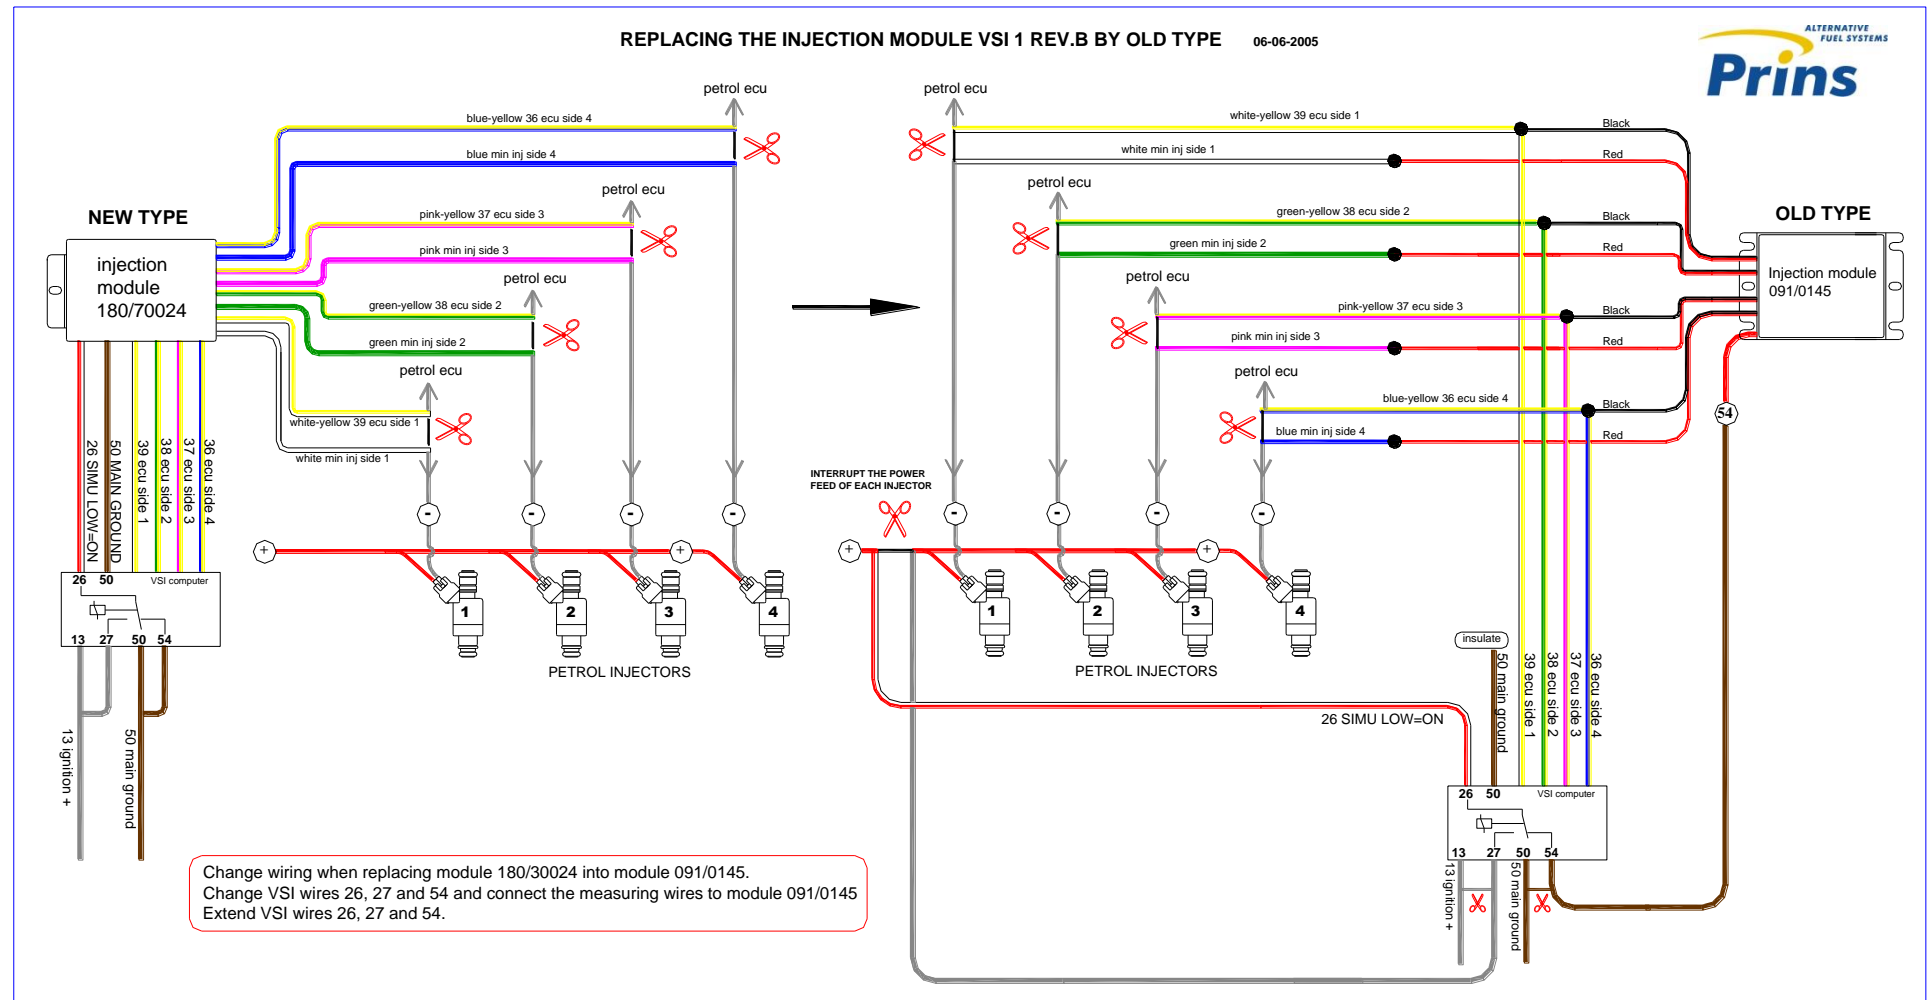 REPLACING THE INJECTION MODULE VSI 1 REV.B BY OLD TYPE 06-06-2005
ALTERNATIVE
FUEL SYSTEMS
Prins
NEW TYPE
injection
module
180/70024
petrol ecu
blue-yellow 36 ecu side 4
blue min inj side 4
petrol ecu
pink-yellow 37 ecu side 3
pink min inj side 3
petrol ecu
green-yellow 38 ecu side 2
green min inj side 2
petrol ecu
white-yellow 39 ecu side 1
white min inj side 1
26 SIMU LOW=ON
50 MAIN GROUND
39 ecu side 1
38 ecu side 2
37 ecu side 3
36 ecu side 4
26 50 VSI computer
13 27 50 54
13 ignition +
50 main ground
+
- - - -
+
1 2 3 4
PETROL INJECTORS
petrol ecu
white-yellow 39 ecu side 1
Black
white min inj side 1
Red
petrol ecu
green-yellow 38 ecu side 2
Black
green min inj side 2
Red
petrol ecu
pink-yellow 37 ecu side 3
Black
pink min inj side 3
Red
petrol ecu
blue-yellow 36 ecu side 4
Black
blue min inj side 4
Red
OLD TYPE
Injection module
091/0145
54
INTERRUPT THE POWER
FEED OF EACH INJECTOR
+
- - - -
+
1 2 3 4
PETROL INJECTORS
26 SIMU LOW=ON
insulate
50 main ground
39 ecu side 1
38 ecu side 2
37 ecu side 3
36 ecu side 4
26 50 VSI computer
13 27 50 54
13 ignition +
50 main ground
Change wiring when replacing module 180/30024 into module 091/0145.
Change VSI wires 26, 27 and 54 and connect the measuring wires to module 091/0145
Extend VSI wires 26, 27 and 54.